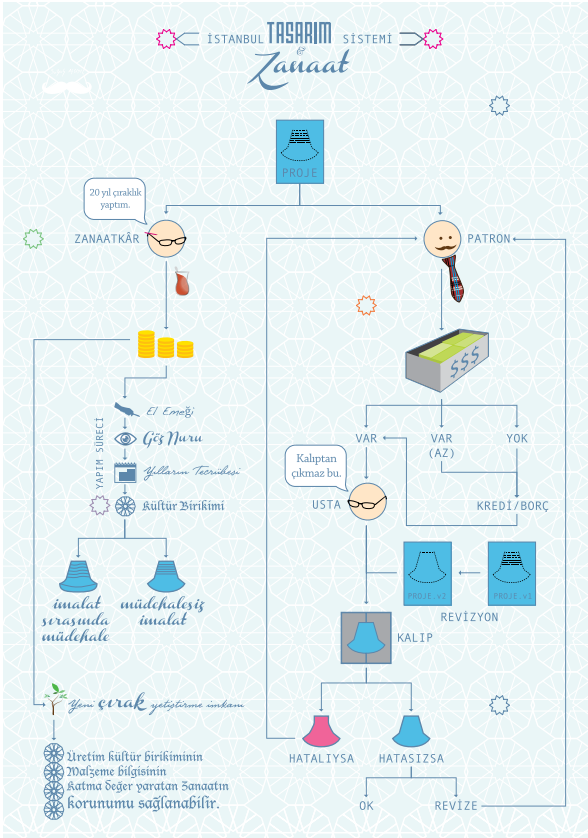 İSTANBUL TASARIM SİSTEMİ
&
Zanaat
PROJE
20 yıl çıraklık
yaptım.
ZANAATKÂR
PATRON
$$$
YAPIM SÜRECİ
El Emeği
Göz Nuru
Yılların Tecrübesi
Kültür Birikimi
VAR
VAR
(AZ)
YOK
Kalıptan
çıkmaz bu.
USTA
KREDİ/BORÇ
imalat
sırasında
müdehale
müdehalesiz
imalat
PROJE.v2
PROJE.v1
REVİZYON
KALIP
Yeni çırak yetiştirme imkanı
HATALIYSA
HATASIZSA
Üretim kültür birikiminin
Malzeme bilgisinin
Katma değer yaratan Zanaatın
korunumu sağlanabilir.
OK
REVİZE